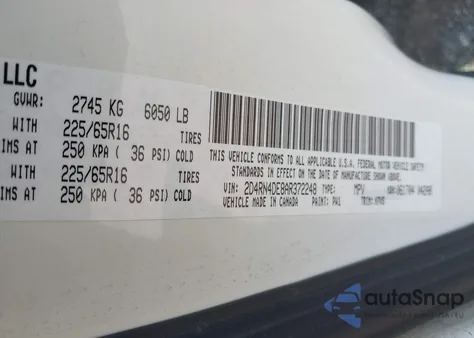 LLC
GVWR: 2745 KG 6050 LB
WITH 225/65R16 TIRES
IMS AT 250 KPA ( 36 PSI) COLD
WITH 225/65R16 TIRES
IMS AT 250 KPA ( 36 PSI) COLD
THIS VEHICLE CONFORMS TO ALL APPLICABLE U.S.A. FEDERAL MOTOR VEHICLE SAFETY
STANDARDS IN EFFECT ON THE DATE OF MANUFACTURE SHOWN ABOVE.
VIN: 2D4RN4DE8AR372248 MPV
MADE IN CANADA PAINT: PW1 TRIM:
autoSnap